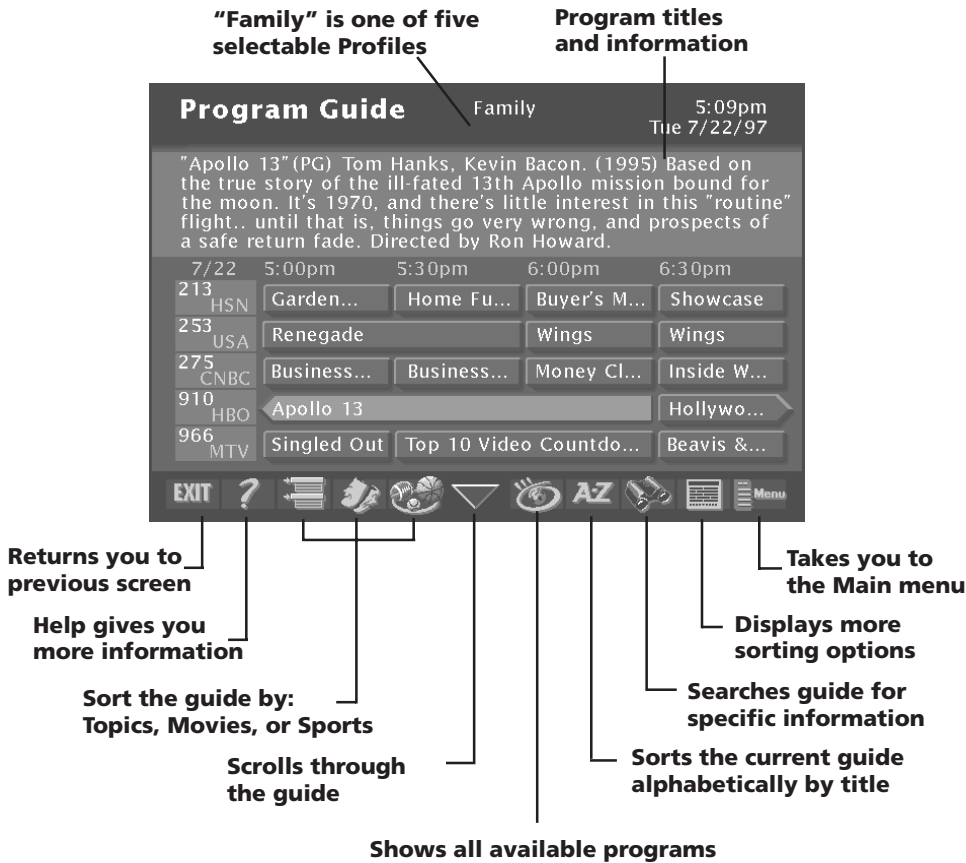 “Family” is one of five
selectable Profiles
Program titles
and information
Program Guide
Family
5:09pm
Tue 7/22/97
"Apollo 13"(PG) Tom Hanks, Kevin Bacon. (1995) Based on
the true story of the ill-fated 13th Apollo mission bound for
the moon. It's 1970, and there's little interest in this "routine"
flight.. until that is, things go very wrong, and prospects of
a safe return fade. Directed by Ron Howard.
7/22 5:00pm 5:30pm 6:00pm 6:30pm
213 HSN Garden... Home Fu... Buyer's M... Showcase
253 USA Renegade Wings Wings
275 CNBC Business... Business... Money Cl... Inside W...
910 HBO Apollo 13 Hollywo...
966 MTV Singled Out Top 10 Video Countdo... Beavis &...
EXIT ? A-Z Menu
Returns you to
previous screen
Takes you to
the Main menu
Help gives you
more information
Displays more
sorting options
Sort the guide by:
Topics, Movies, or Sports
Searches guide for
specific information
Scrolls through
the guide
Sorts the current guide
alphabetically by title
Shows all available programs